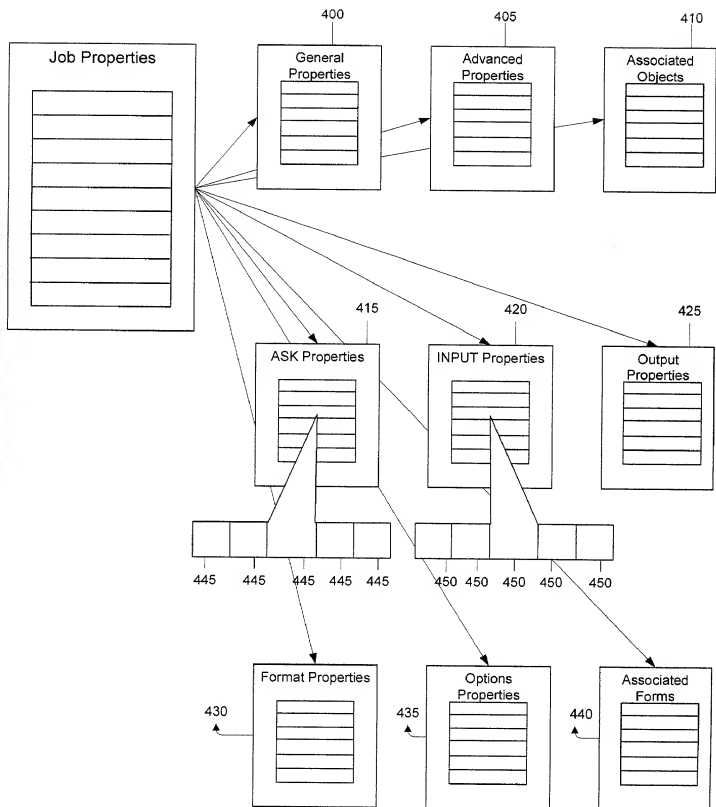 400
405
410
Job Properties
General
Properties
Advanced
Properties
Associated
Objects
415
420
425
ASK Properties
INPUT Properties
Output
Properties
445 445 445 445 445
450 450 450 450 450
430
Format Properties
435
Options
Properties
440
Associated
Forms